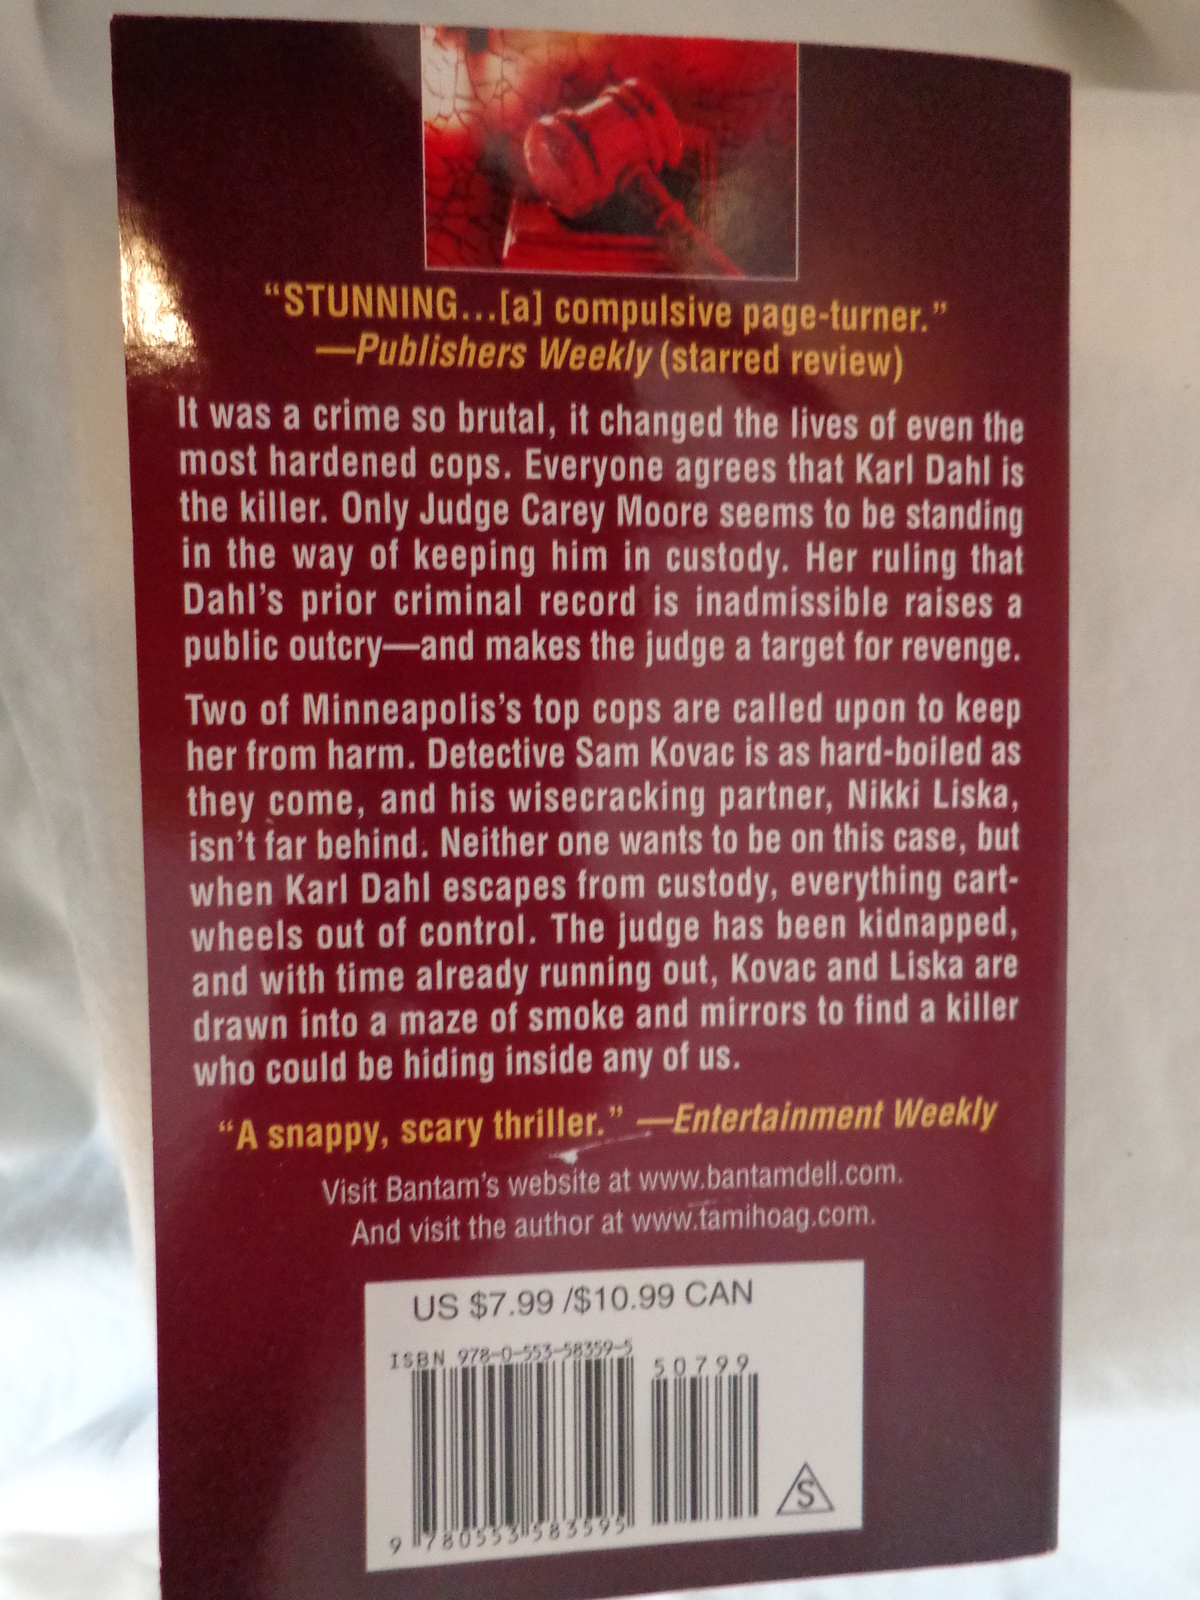 “STUNNING...[a] compulsive page-turner.”
—Publishers Weekly (starred review)
It was a crime so brutal, it changed the lives of even the
most hardened cops. Everyone agrees that Karl Dahl is
the killer. Only Judge Carey Moore seems to be standing
in the way of keeping him in custody. Her ruling that
Dahl’s prior criminal record is inadmissible raises a
public outcry—and makes the judge a target for revenge.
Two of Minneapolis’s top cops are called upon to keep
her from harm. Detective Sam Kovac is as hard-boiled as
they come, and his wisecracking partner, Nikki Liska,
isn’t far behind. Neither one wants to be on this case, but
when Karl Dahl escapes from custody, everything cart-
wheels out of control. The judge has been kidnapped,
and with time already running out, Kovac and Liska are
drawn into a maze of smoke and mirrors to find a killer
who could be hiding inside any of us.
“A snappy, scary thriller.” —Entertainment Weekly
Visit Bantam’s website at www.bantamdell.com.
And visit the author at www.tamihoag.com.
US $7.99 /$10.99 CAN
ISBN 978-0-553-58359-5
50799
9 780553 583595
S